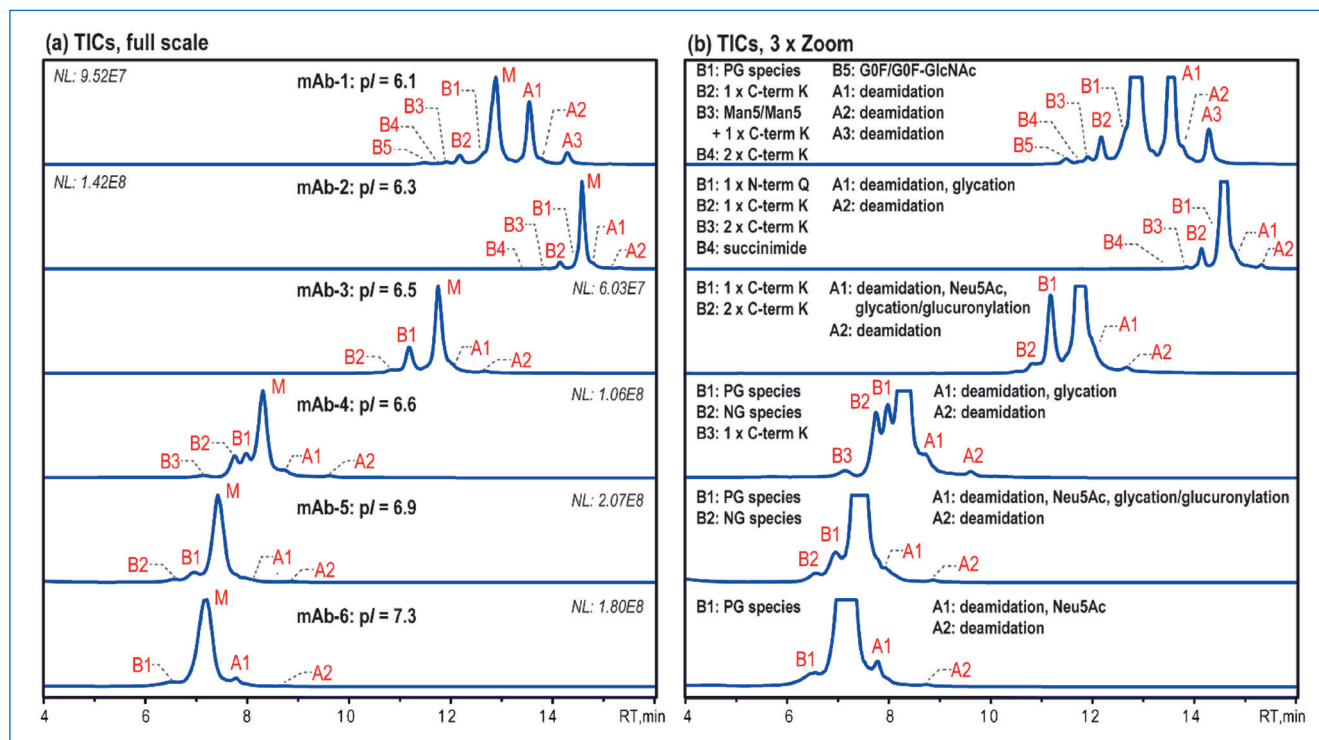 (a) TICs, full scale
NL: 9.52E7
mAb-1: pI = 6.1
B5
B4
B3
B2
B1
M
A1
A2
A3
NL: 1.42E8
mAb-2: pI = 6.3
B4
B3
B2
B1
M
A1
A2
mAb-3: pI = 6.5
NL: 6.03E7
B2
B1
M
A1
A2
mAb-4: pI = 6.6
NL: 1.06E8
B3
B2
B1
M
A1
A2
mAb-5: pI = 6.9
NL: 2.07E8
B2
B1
M
A1
A2
mAb-6: pI = 7.3
NL: 1.80E8
B1
M
A1
A2
4 6 8 10 12 14 RT,min
(b) TICs, 3 x Zoom
B1: PG species
B2: 1 x C-term K
B3: Man5/Man5
+ 1 x C-term K
B4: 2 x C-term K
B5: G0F/G0F-GlcNAc
A1: deamidation
A2: deamidation
A3: deamidation
B5
B4
B3
B2
B1
A1
A2
A3
B1: 1 x N-term Q
B2: 1 x C-term K
B3: 2 x C-term K
B4: succinimide
A1: deamidation, glycation
A2: deamidation
B4
B3
B2
B1
A1
A2
B1: 1 x C-term K
B2: 2 x C-term K
A1: deamidation, Neu5Ac,
glycation/glucuronylation
A2: deamidation
B2
B1
A1
A2
B1: PG species
B2: NG species
B3: 1 x C-term K
A1: deamidation, glycation
A2: deamidation
B3
B2
B1
A1
A2
B1: PG species
B2: NG species
A1: deamidation, Neu5Ac, glycation/glucuronylation
A2: deamidation
B2
B1
A1
A2
B1: PG species
A1: deamidation, Neu5Ac
A2: deamidation
B1
A1
A2
6 8 10 12 14 RT,min